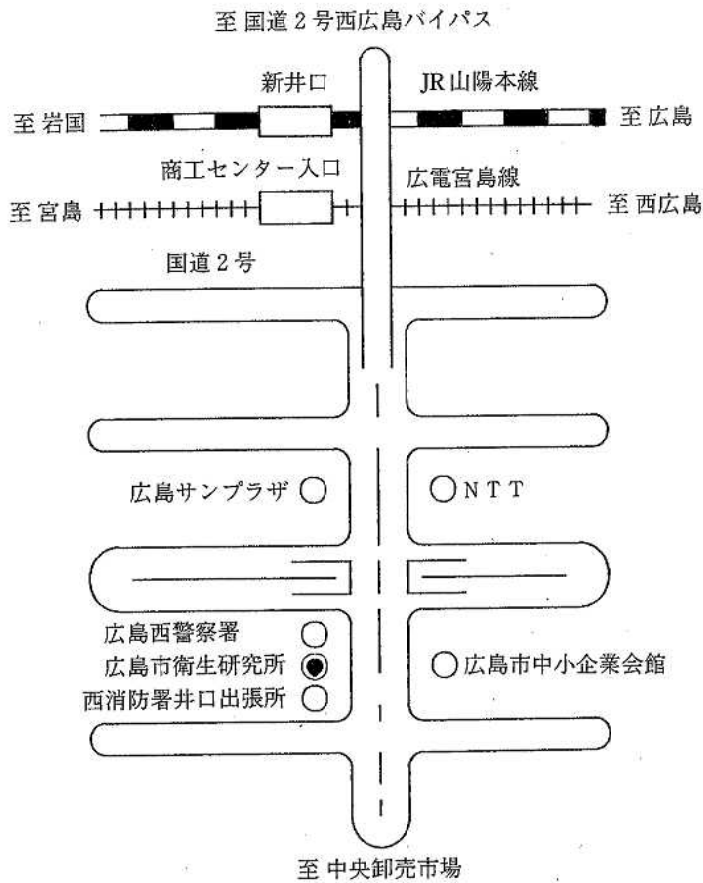 至 国道2号西広島バイパス
新井口
JR山陽本線
至 岩国
至 広島
商工センター入口
広電宮島線
至 宮島
至 西広島
国道2号
広島サンプラザ
NTT
広島西警察署
広島市衛生研究所
広島市中小企業会館
西消防署井口出張所
至 中央卸売市場